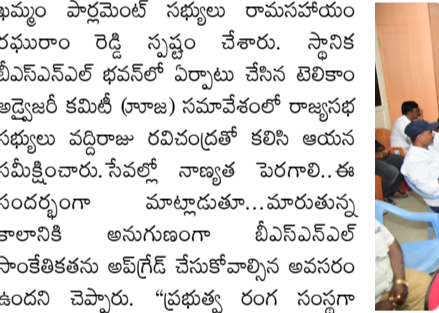 ఖమ్మం పార్లమెంట్ సభ్యులు రామసహాయం
రఘురాం రెడ్డి స్పష్టం చేశారు. స్థానిక
బీఎస్ఎన్ఎల్ భవన్‌లో ఏర్పాటు చేసిన టెలికాం
అడ్వైజరీ కమిటీ (హుజ) సమావేశంలో రాజ్యసభ
సభ్యులు వద్దిరాజు రవిచంద్రతో కలిసి ఆయన
సమీక్షించారు.సేవల్లో నాణ్యత పెరగాలి..ఈ
సందర్భంగా మాట్లాడుతూ...మారుతున్న
కాలానికి అనుగుణంగా బీఎస్ఎన్ఎల్
సాంకేతికతను అప్‌గ్రేడ్ చేసుకోవాల్సిన అవసరం
ఉందని చెప్పారు. "ప్రభుత్వ రంగ సంస్థగా